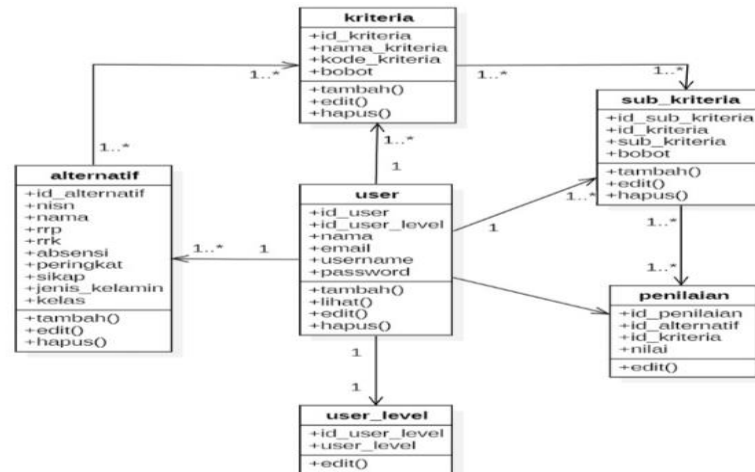 kriteria
+id_kriteria
+nama_kriteria
+kode_kriteria
+bobot
+tambah()
+edit()
+hapus()
1..*
1..*
1..*
1..*
1..*
1
sub_kriteria
+id_sub_kriteria
+id_kriteria
+sub_kriteria
+bobot
+tambah()
+edit()
+hapus()
alternatif
+id_alternatif
+nisn
+nama
+rrp
+rrk
+absensi
+peringkat
+sikap
+jenis_kelamin
+kelas
+tambah()
+edit()
+hapus()
1..*
1
user
+id_user
+id_user_level
+nama
+email
+username
+password
+tambah()
+lihat()
+edit()
+hapus()
1
1..*
1..*
1..*
penilaian
+id_penilaian
+id_alternatif
+id_kriteria
+nilai
+edit()
1
1
user_level
+id_user_level
+user_level
+edit()